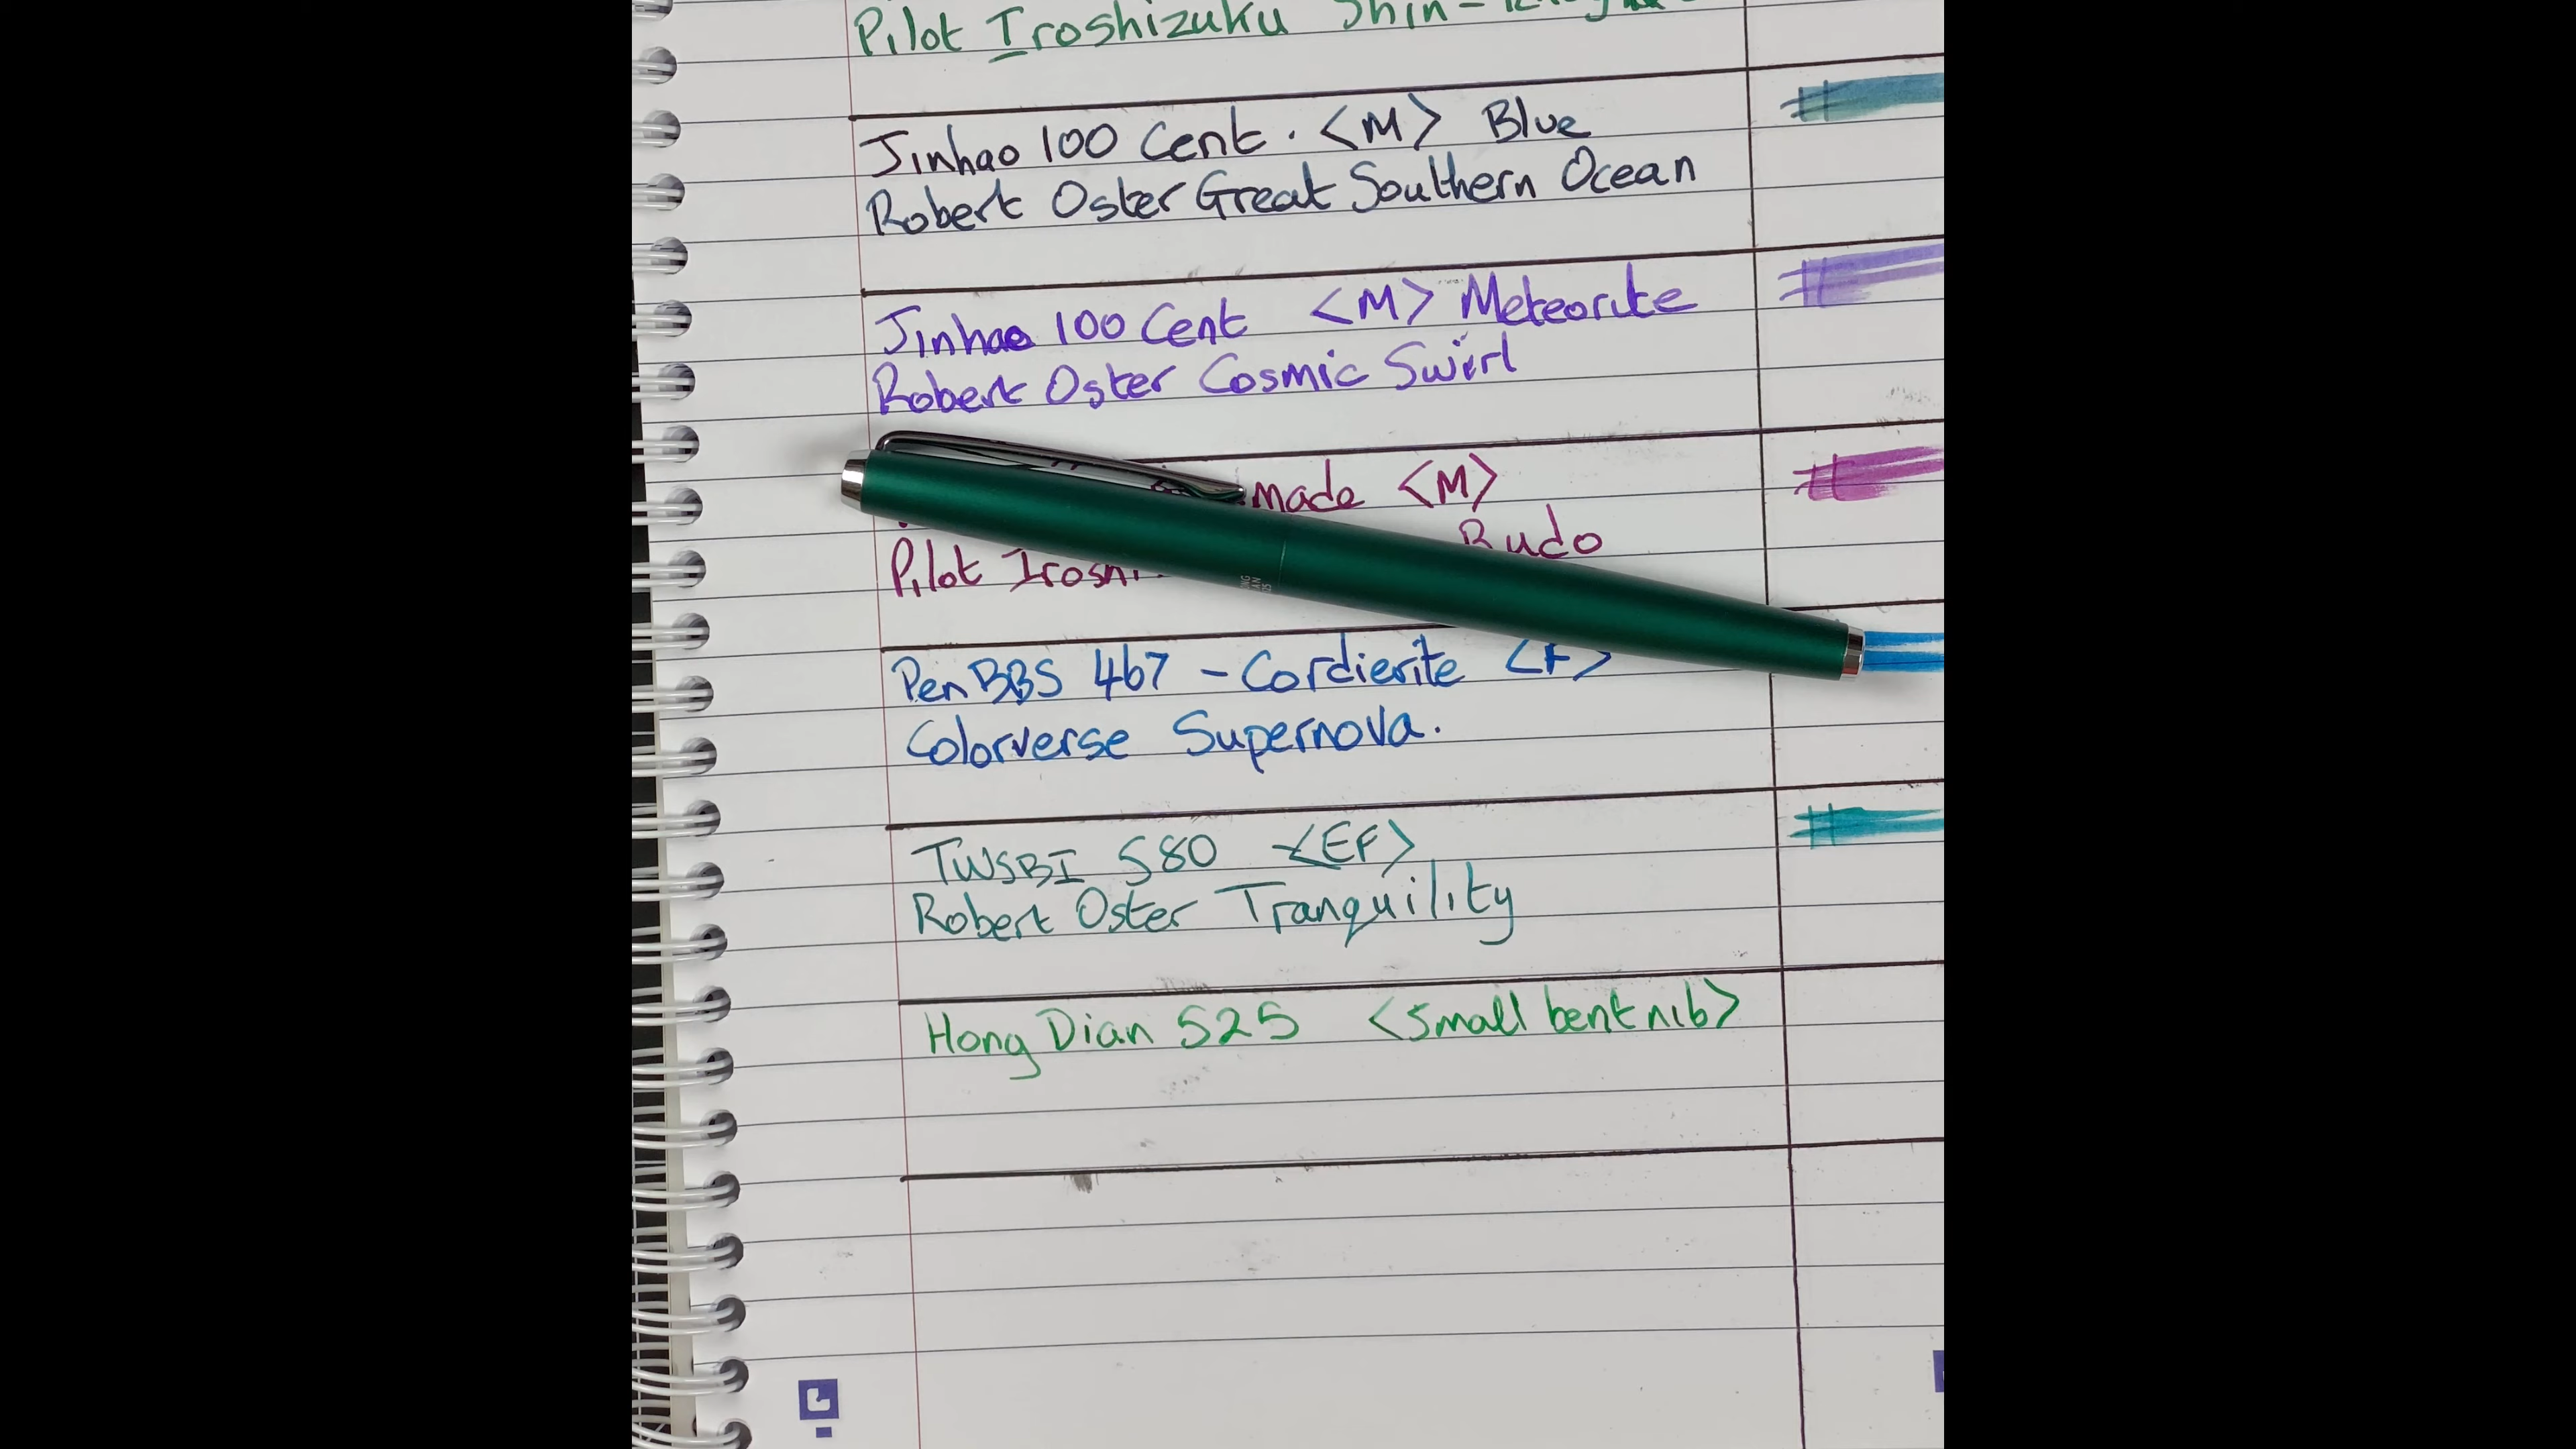 Pilot Iroshizuku Shin-
Jinhao 100 Cent. <M> Blue
Robert Oster Great Southern Ocean
Jinhao 100 Cent <M> Meteorite
Robert Oster Cosmic Swirl
made <M>
Pilot Budo
PenBBS 467 - Cordierite <F>
Colorverse Supernova.
TWSBI 580 <EF>
Robert Oster Tranquility
Hong Dian 525 <small bent nib>